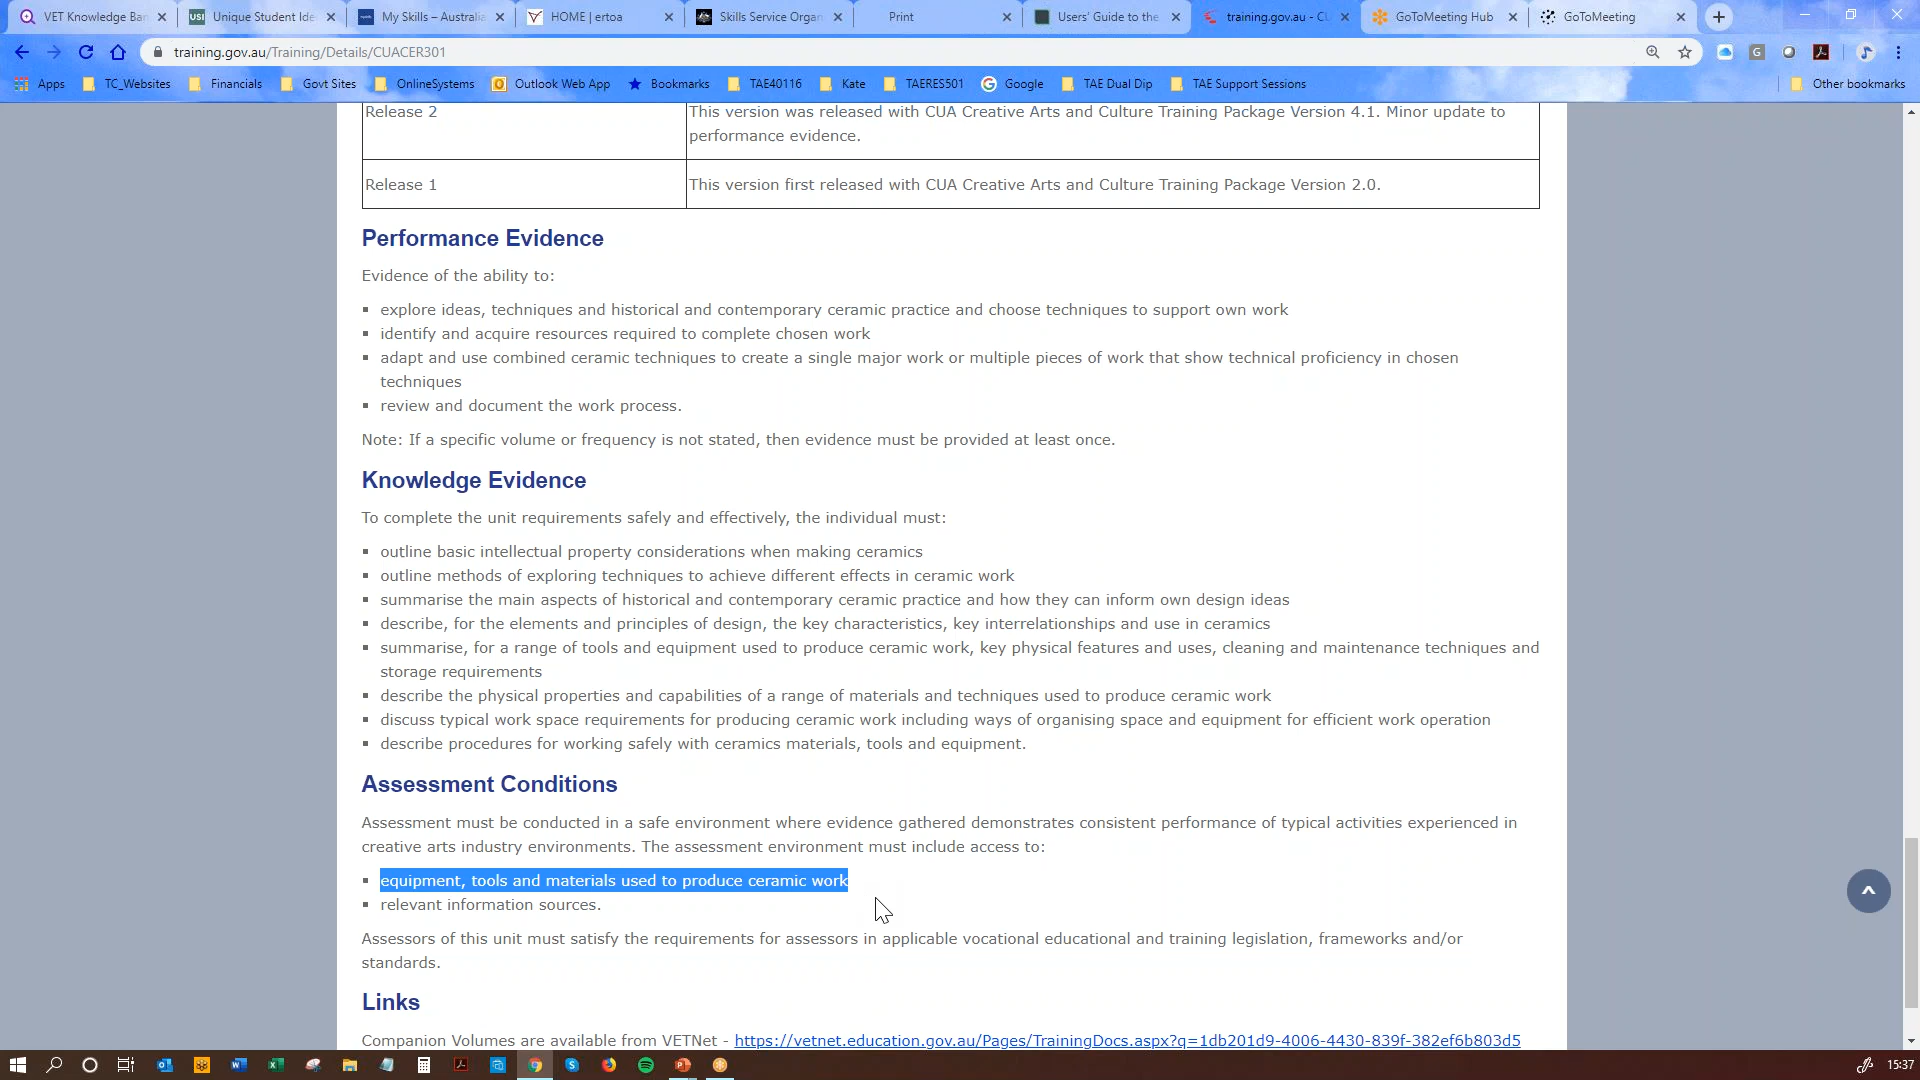 VET Knowledge Ban
Unique Student Ide
My Skills – Australia
HOME | ertoa
Skills Service Organ
Print
Users' Guide to the
training.gov.au - CU
GoToMeeting Hub
GoToMeeting
training.gov.au/Training/Details/CUACER301
Apps
TC_Websites
Financials
Govt Sites
OnlineSystems
Outlook Web App
Bookmarks
TAE40116
Kate
TAERES501
Google
TAE Dual Dip
TAE Support Sessions
Other bookmarks
Release 2
This version was released with CUA Creative Arts and Culture Training Package Version 4.1. Minor update to
performance evidence.
Release 1
This version first released with CUA Creative Arts and Culture Training Package Version 2.0.
Performance Evidence
Evidence of the ability to:
explore ideas, techniques and historical and contemporary ceramic practice and choose techniques to support own work
identify and acquire resources required to complete chosen work
adapt and use combined ceramic techniques to create a single major work or multiple pieces of work that show technical proficiency in chosen
techniques
review and document the work process.
Note: If a specific volume or frequency is not stated, then evidence must be provided at least once.
Knowledge Evidence
To complete the unit requirements safely and effectively, the individual must:
outline basic intellectual property considerations when making ceramics
outline methods of exploring techniques to achieve different effects in ceramic work
summarise the main aspects of historical and contemporary ceramic practice and how they can inform own design ideas
describe, for the elements and principles of design, the key characteristics, key interrelationships and use in ceramics
summarise, for a range of tools and equipment used to produce ceramic work, key physical features and uses, cleaning and maintenance techniques and
storage requirements
describe the physical properties and capabilities of a range of materials and techniques used to produce ceramic work
discuss typical work space requirements for producing ceramic work including ways of organising space and equipment for efficient work operation
describe procedures for working safely with ceramics materials, tools and equipment.
Assessment Conditions
Assessment must be conducted in a safe environment where evidence gathered demonstrates consistent performance of typical activities experienced in
creative arts industry environments. The assessment environment must include access to:
equipment, tools and materials used to produce ceramic work
relevant information sources.
Assessors of this unit must satisfy the requirements for assessors in applicable vocational educational and training legislation, frameworks and/or
standards.
Links
Companion Volumes are available from VETNet - https://vetnet.education.gov.au/Pages/TrainingDocs.aspx?q=1db201d9-4006-4430-839f-382ef6b803d5
15:37